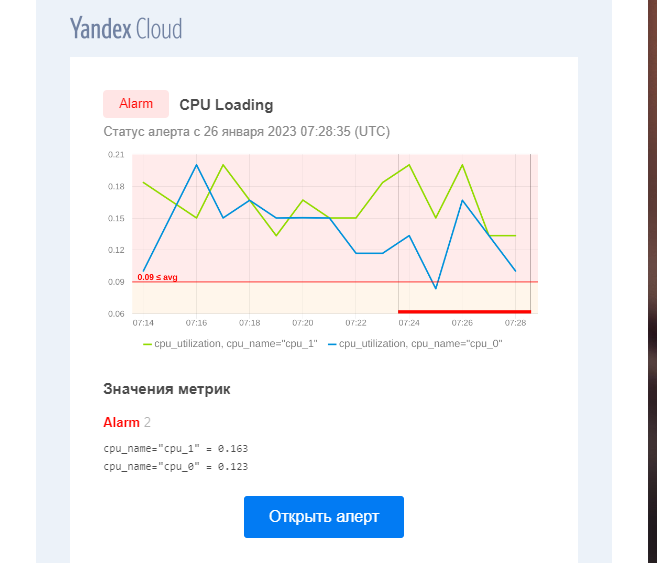 Yandex Cloud
Alarm CPU Loading
Статус алерта с 26 января 2023 07:28:35 (UTC)
0.21
0.18
0.15
0.12
0.09 ≤ avg
0.09
0.06
07:14 07:16 07:18 07:20 07:22 07:24 07:26 07:28
cpu_utilization, cpu_name="cpu_1" cpu_utilization, cpu_name="cpu_0"
Значения метрик
Alarm 2
cpu_name="cpu_1" = 0.163
cpu_name="cpu_0" = 0.123
Открыть алерт